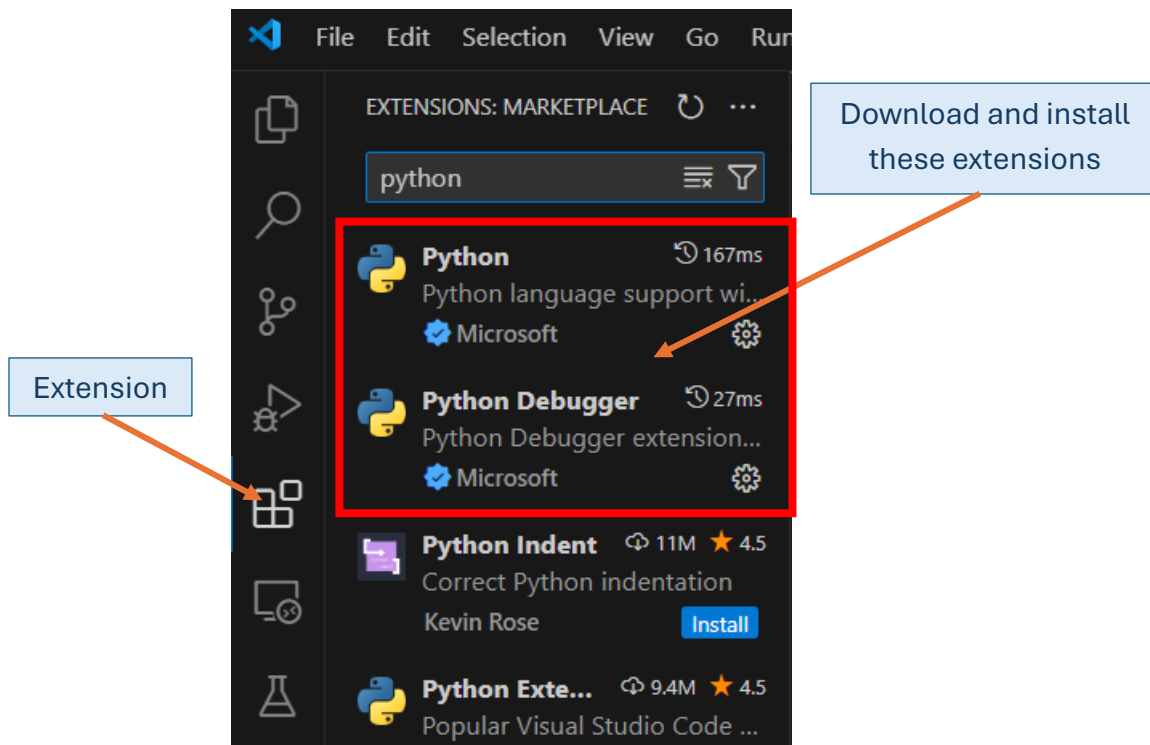 File Edit Selection View Go Run
EXTENSIONS: MARKETPLACE
Download and install
these extensions
python
Python 167ms
Python language support wi...
Microsoft
Extension
Python Debugger 27ms
Python Debugger extension...
Microsoft
Python Indent 11M 4.5
Correct Python indentation
Kevin Rose Install
Python Exte... 9.4M 4.5
Popular Visual Studio Code ...